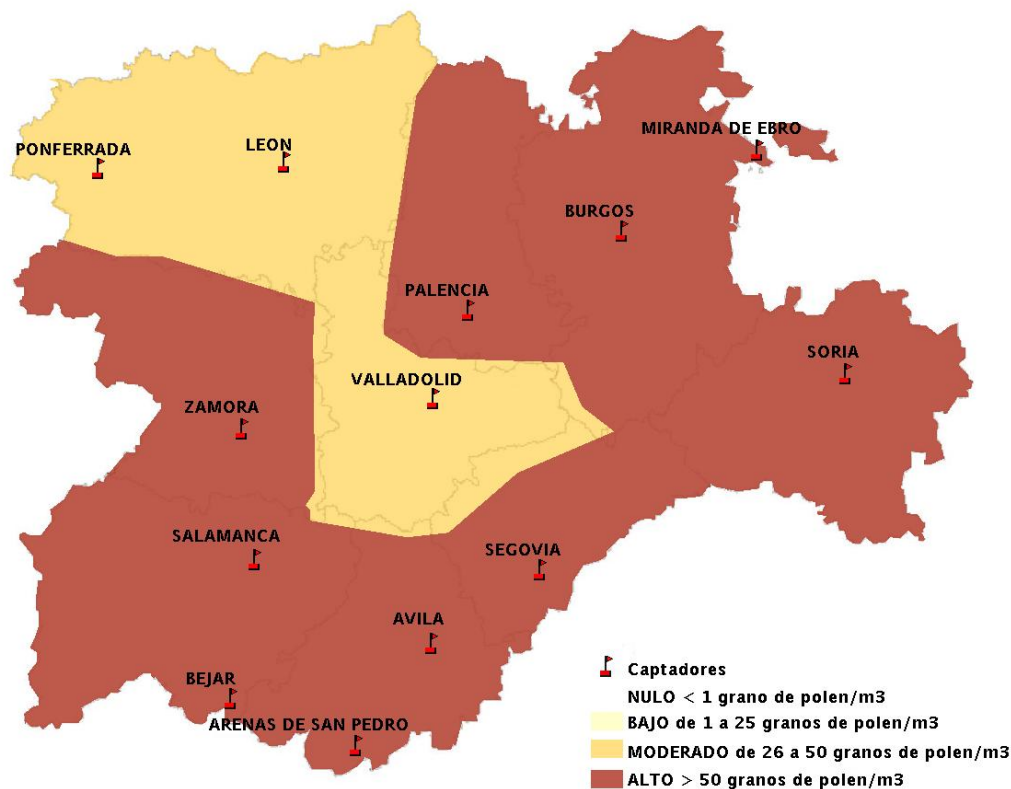 MIRANDA DE EBRO
PONFERRADA
LEON
BURGOS
PALENCIA
SORIA
VALLADOLID
ZAMORA
SALAMANCA
SEGOVIA
AVILA
BEJAR
ARENAS DE SAN PEDRO
Captadores
NULO < 1 grano de polen/m3
BAJO de 1 a 25 granos de polen/m3
MODERADO de 26 a 50 granos de polen/m3
ALTO > 50 granos de polen/m3